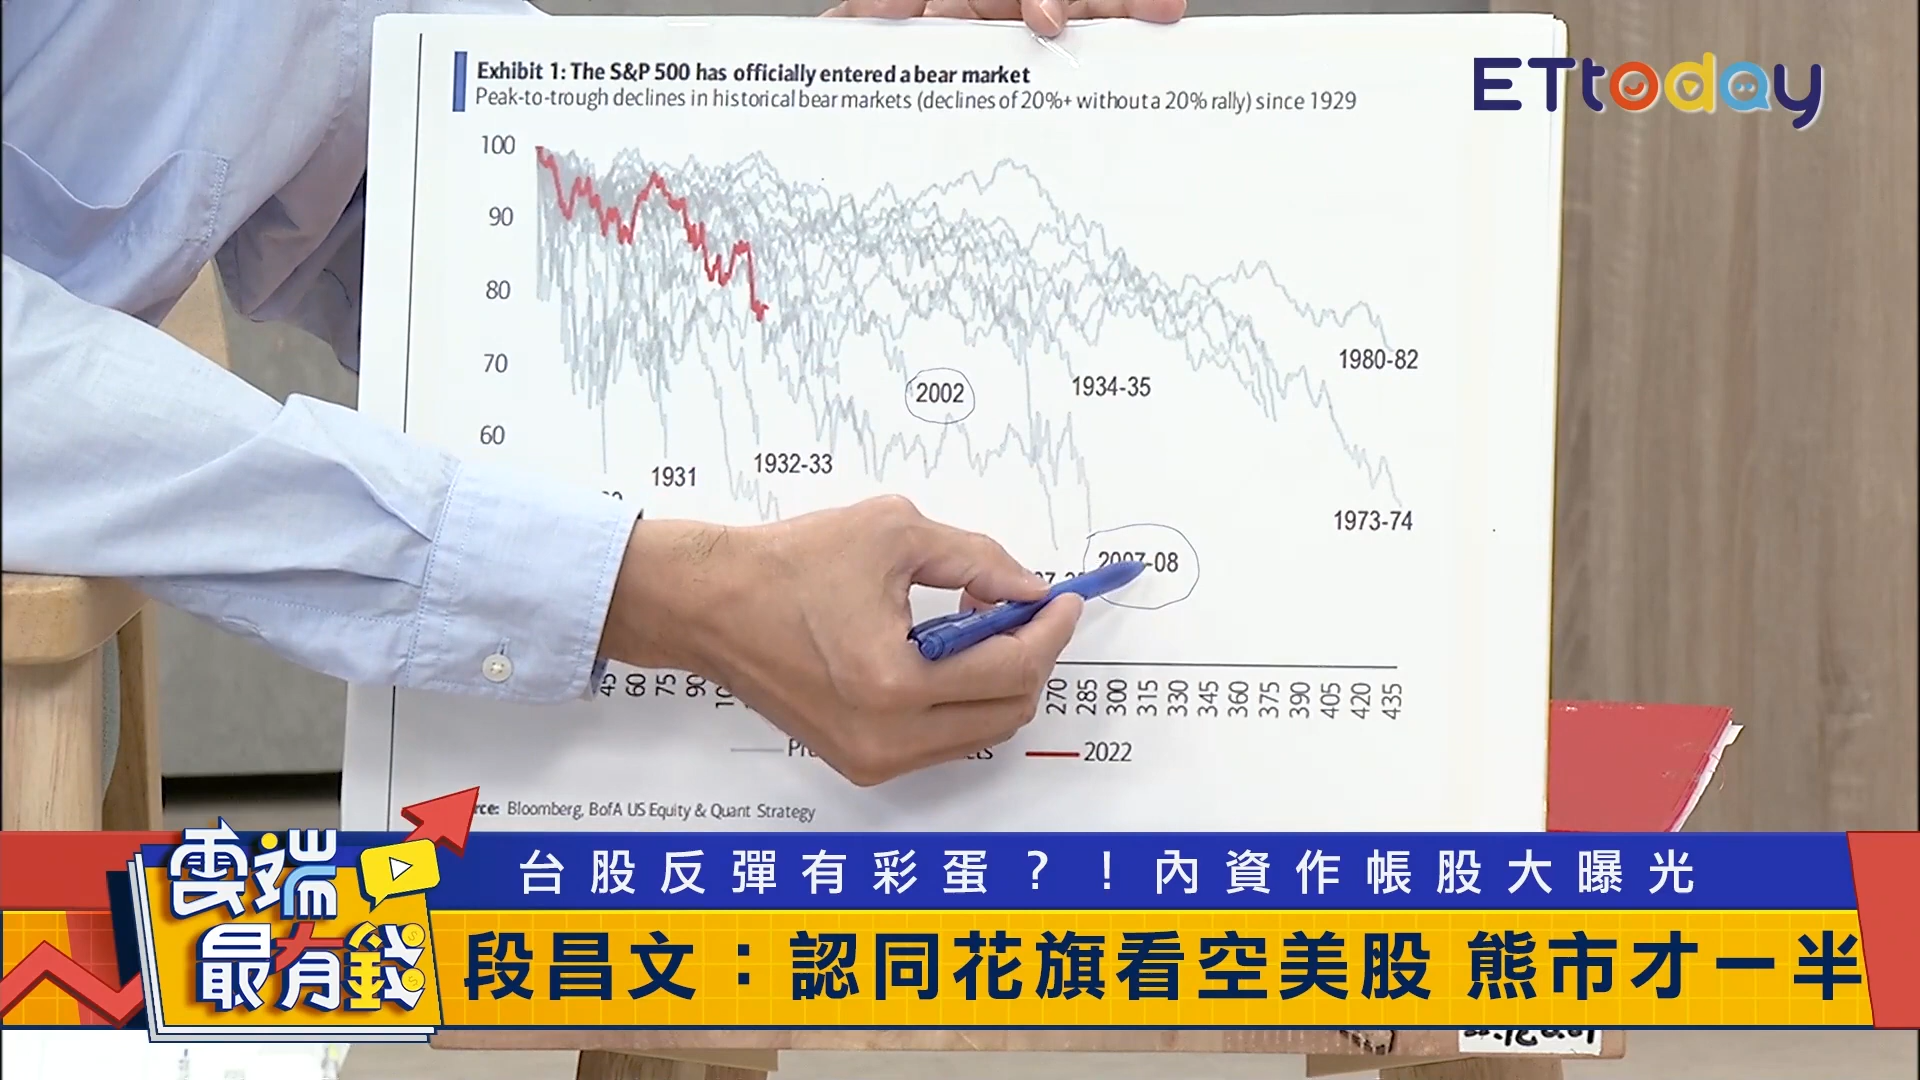 ETtoday
Exhibit 1: The S&P 500 has officially entered a bear market
Peak-to-trough declines in historical bear markets (declines of 20%+ without a 20% rally) since 1929
100
90
80
70
60
1980-82
2002
1934-35
1931
1932-33
1973-74
2007-08
45 60 75 90
270 285 300 315 330 345 360 375 390 405 420 435
2022
Bloomberg, BofA US Equity & Quant Strategy
雲端
最有錢
台股反彈有彩蛋？！內資作帳股大曝光
段昌文：認同花旗看空美股 熊市才一半